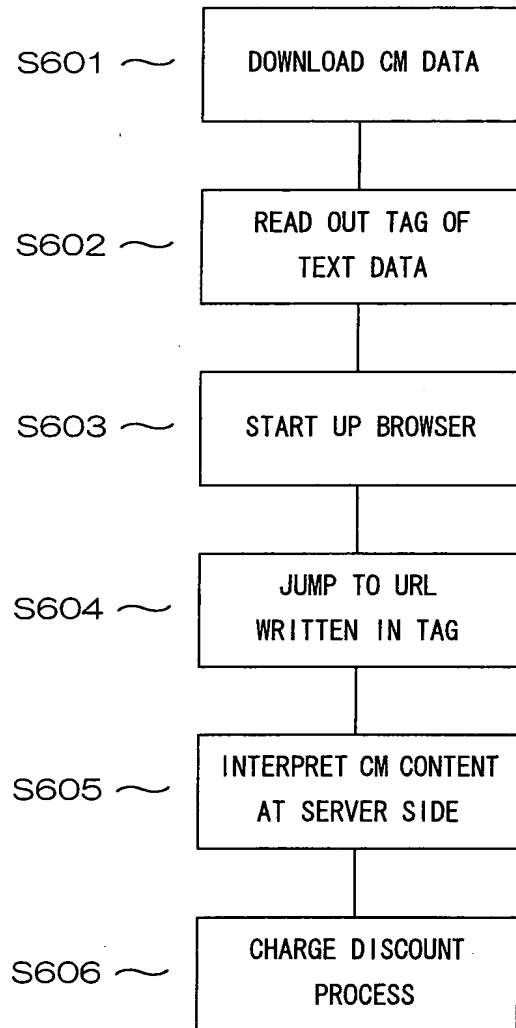 S601 ~ DOWNLOAD CM DATA
S602 ~ READ OUT TAG OF
TEXT DATA
S603 ~ START UP BROWSER
S604 ~ JUMP TO URL
WRITTEN IN TAG
S605 ~ INTERPRET CM CONTENT
AT SERVER SIDE
S606 ~ CHARGE DISCOUNT
PROCESS